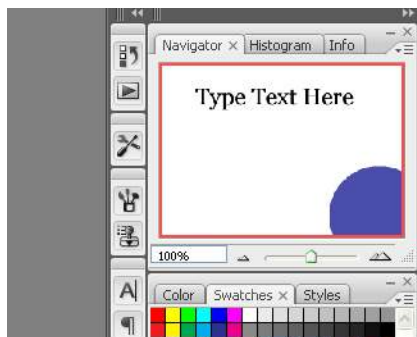 Navigator × Histogram Info
Type Text Here
100%
Color Swatches × Styles
A